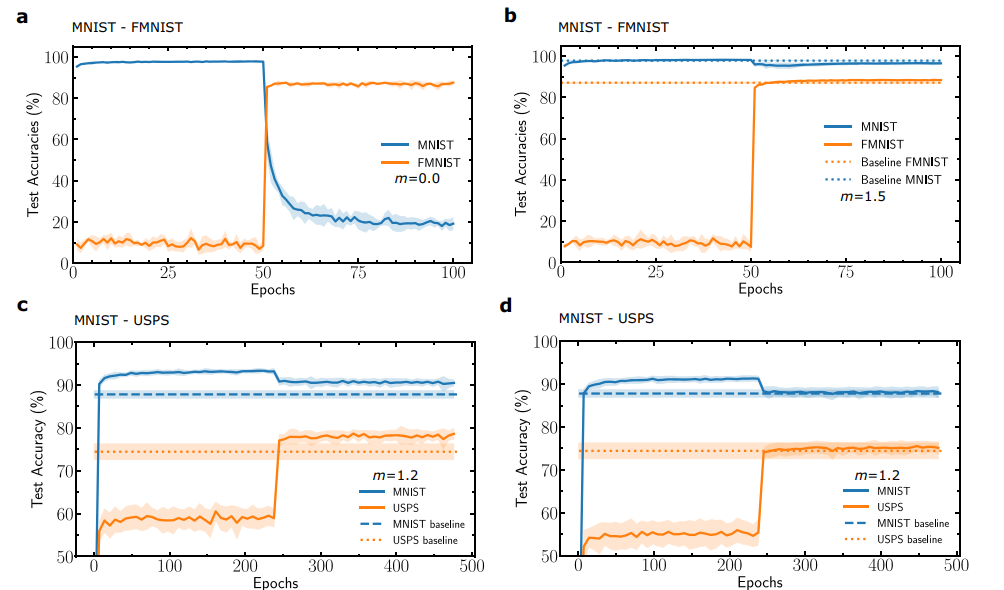 a
MNIST - FMNIST
Test Accuracies (%)
100
80
60
40
20
0
0
25
50
75
100
Epochs
MNIST
FMNIST
m=0.0
b
MNIST - FMNIST
Test Accuracies (%)
100
80
60
40
20
0
0
25
50
75
100
Epochs
MNIST
FMNIST
Baseline FMNIST
Baseline MNIST
m=1.5
c
MNIST - USPS
Test Accuracy (%)
100
90
80
70
60
50
0
100
200
300
400
500
Epochs
m=1.2
MNIST
USPS
MNIST baseline
USPS baseline
d
MNIST - USPS
Test Accuracy (%)
100
90
80
70
60
50
0
100
200
300
400
500
Epochs
m=1.2
MNIST
USPS
MNIST baseline
USPS baseline